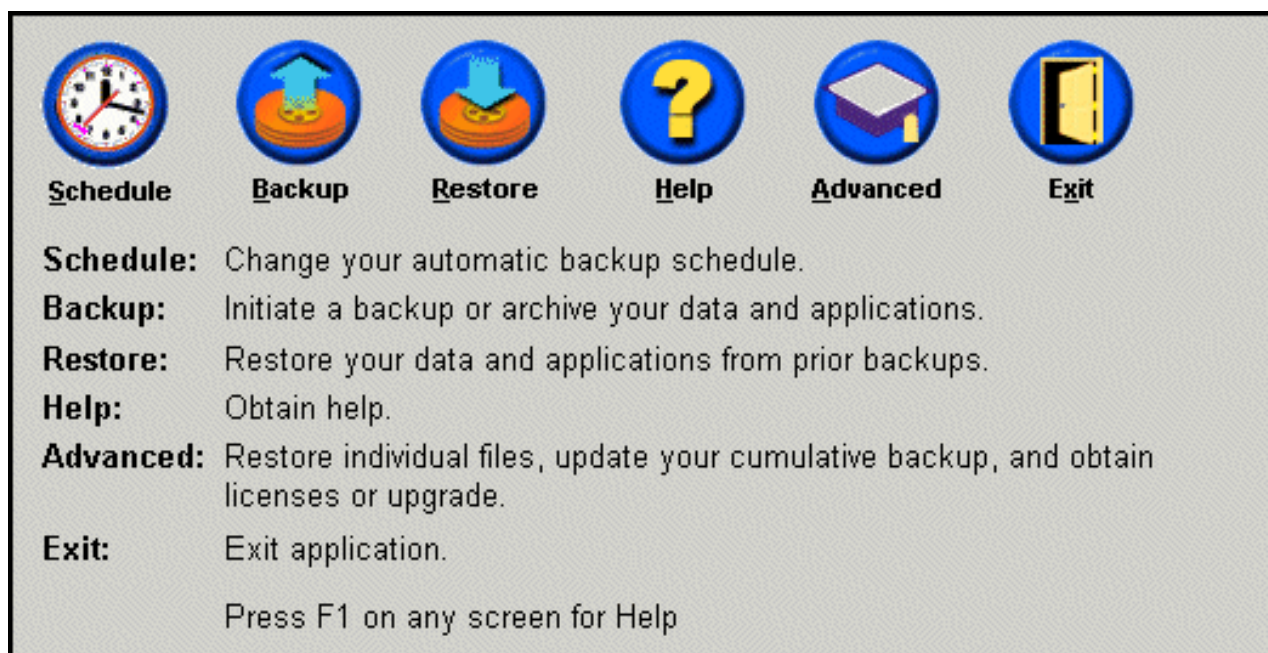 Schedule Backup Restore Help Advanced Exit
Schedule: Change your automatic backup schedule.
Backup: Initiate a backup or archive your data and applications.
Restore: Restore your data and applications from prior backups.
Help: Obtain help.
Advanced: Restore individual files, update your cumulative backup, and obtain
licenses or upgrade.
Exit: Exit application.
Press F1 on any screen for Help